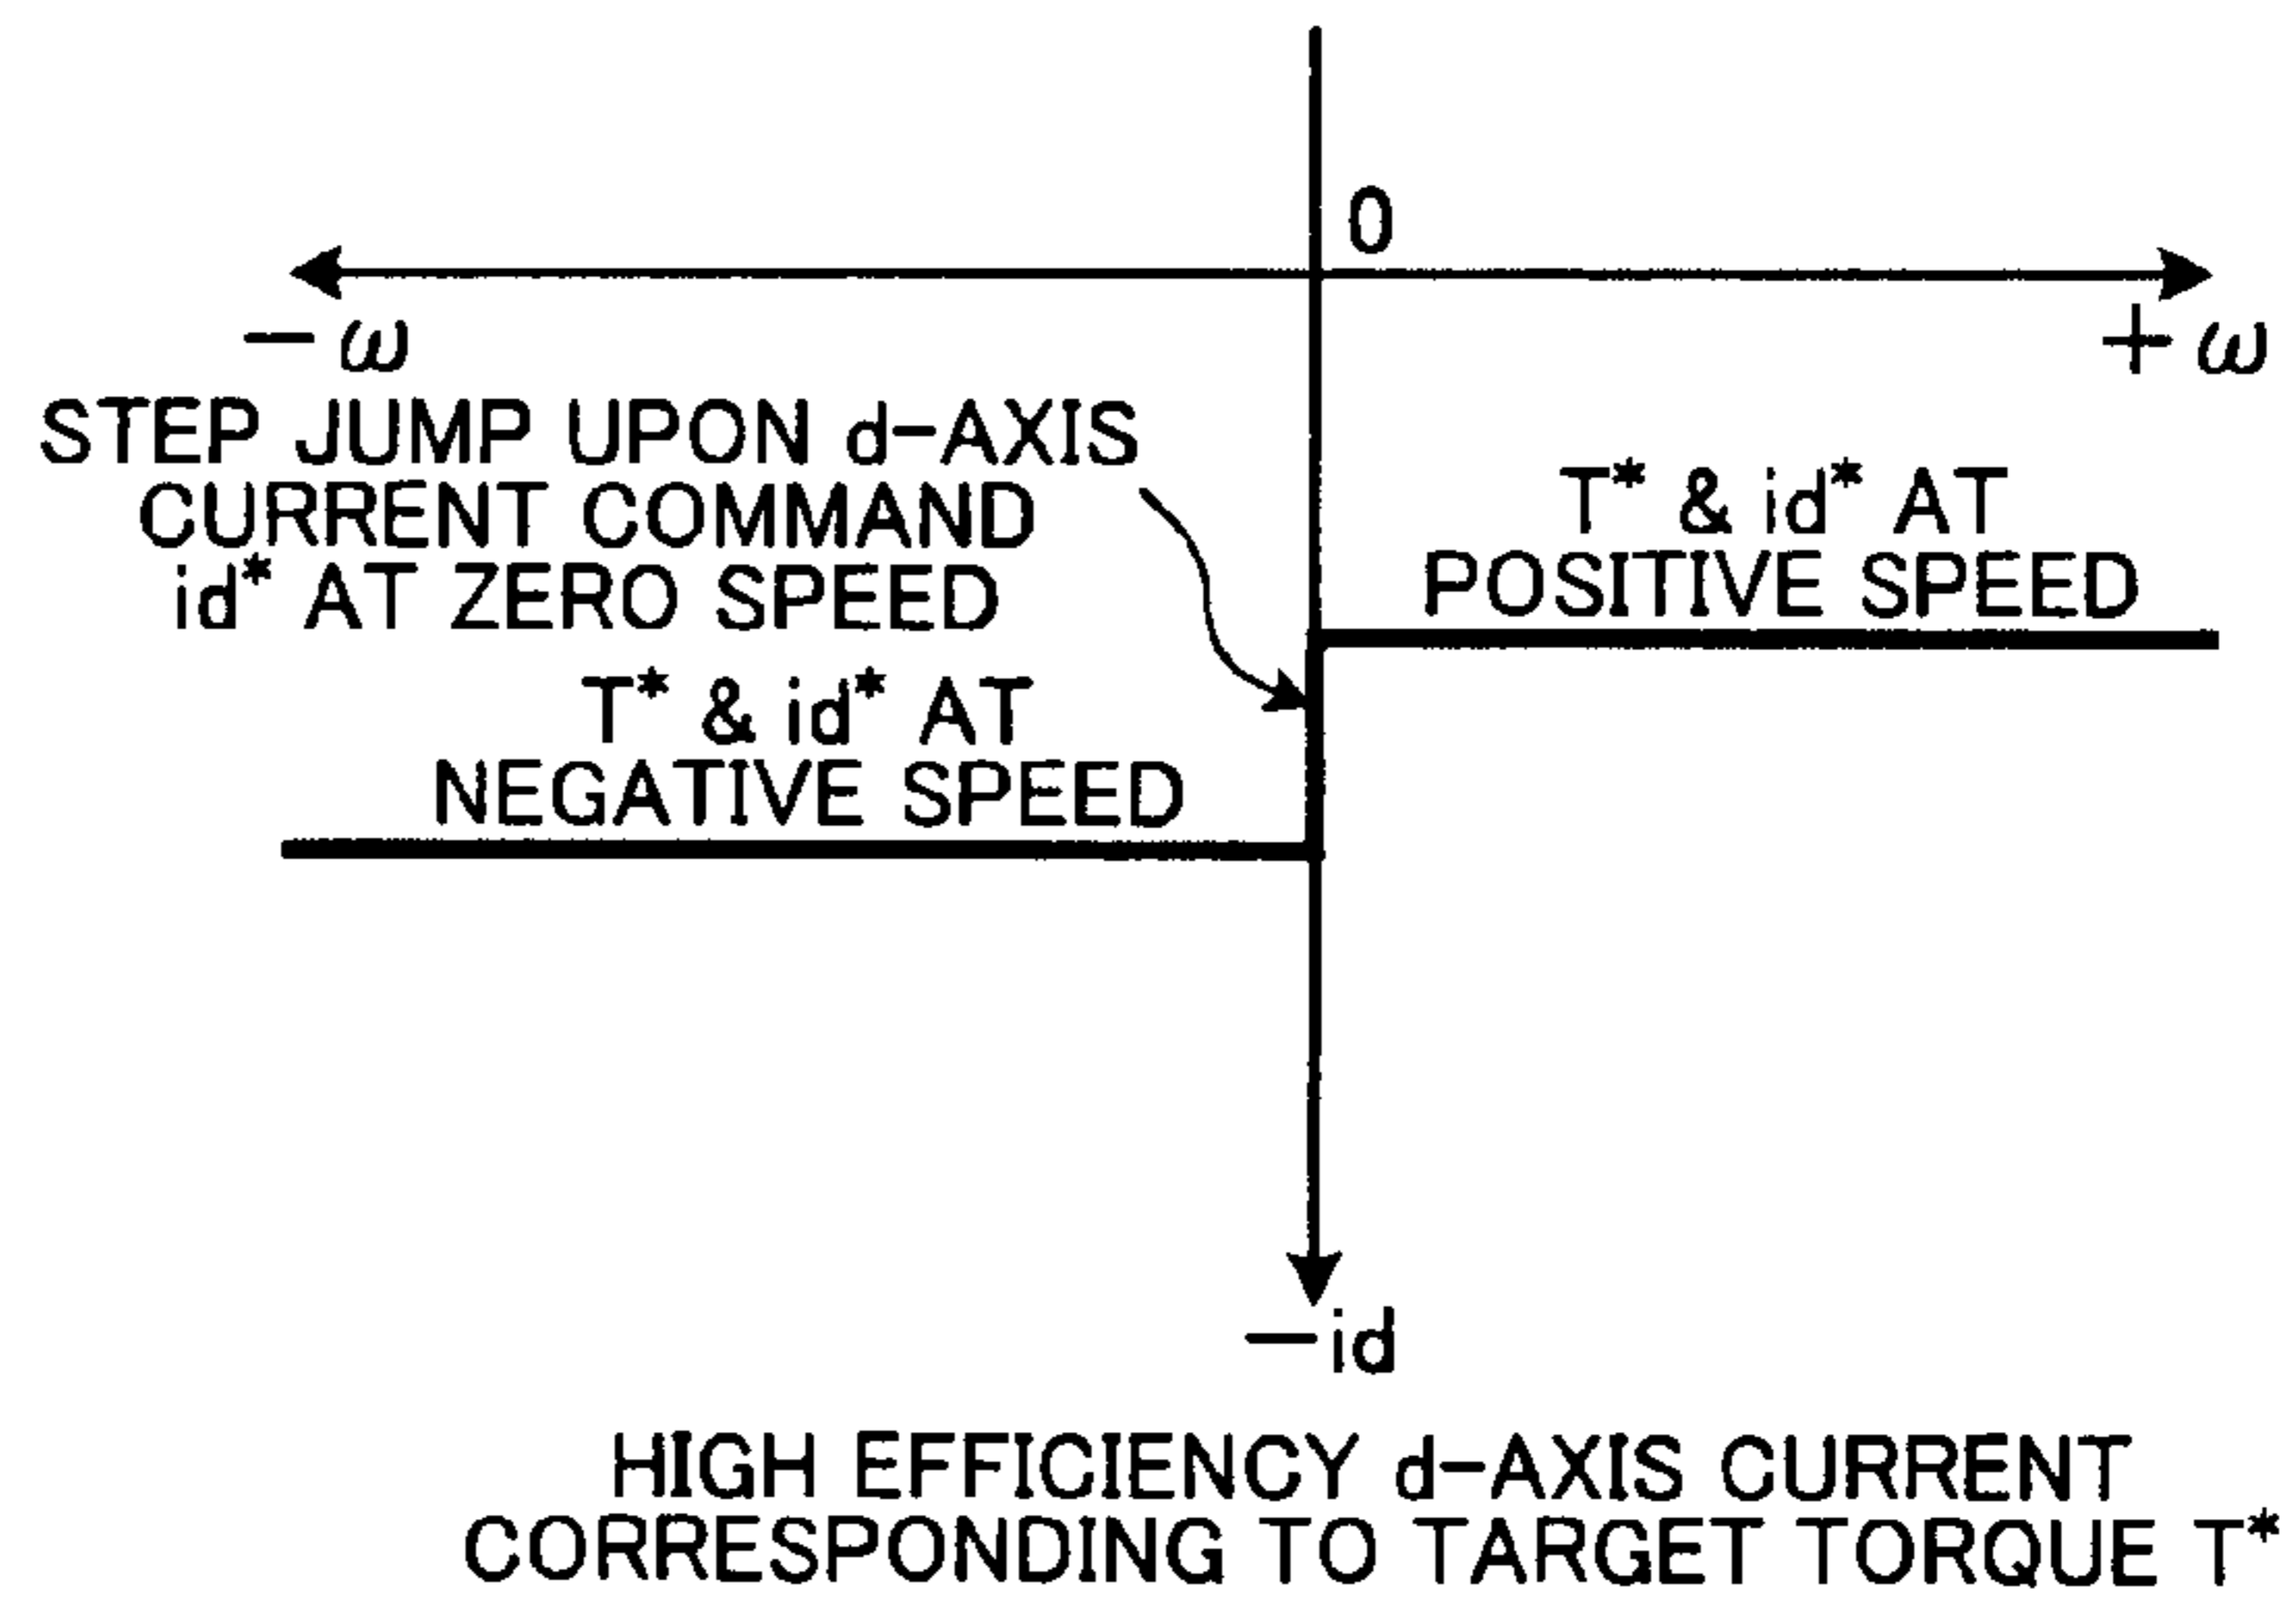 0
−ω
+ω
STEP JUMP UPON d-AXIS
CURRENT COMMAND
id* AT ZERO SPEED
T* & id* AT
POSITIVE SPEED
T* & id* AT
NEGATIVE SPEED
−id
HIGH EFFICIENCY d-AXIS CURRENT
CORRESPONDING TO TARGET TORQUE T*